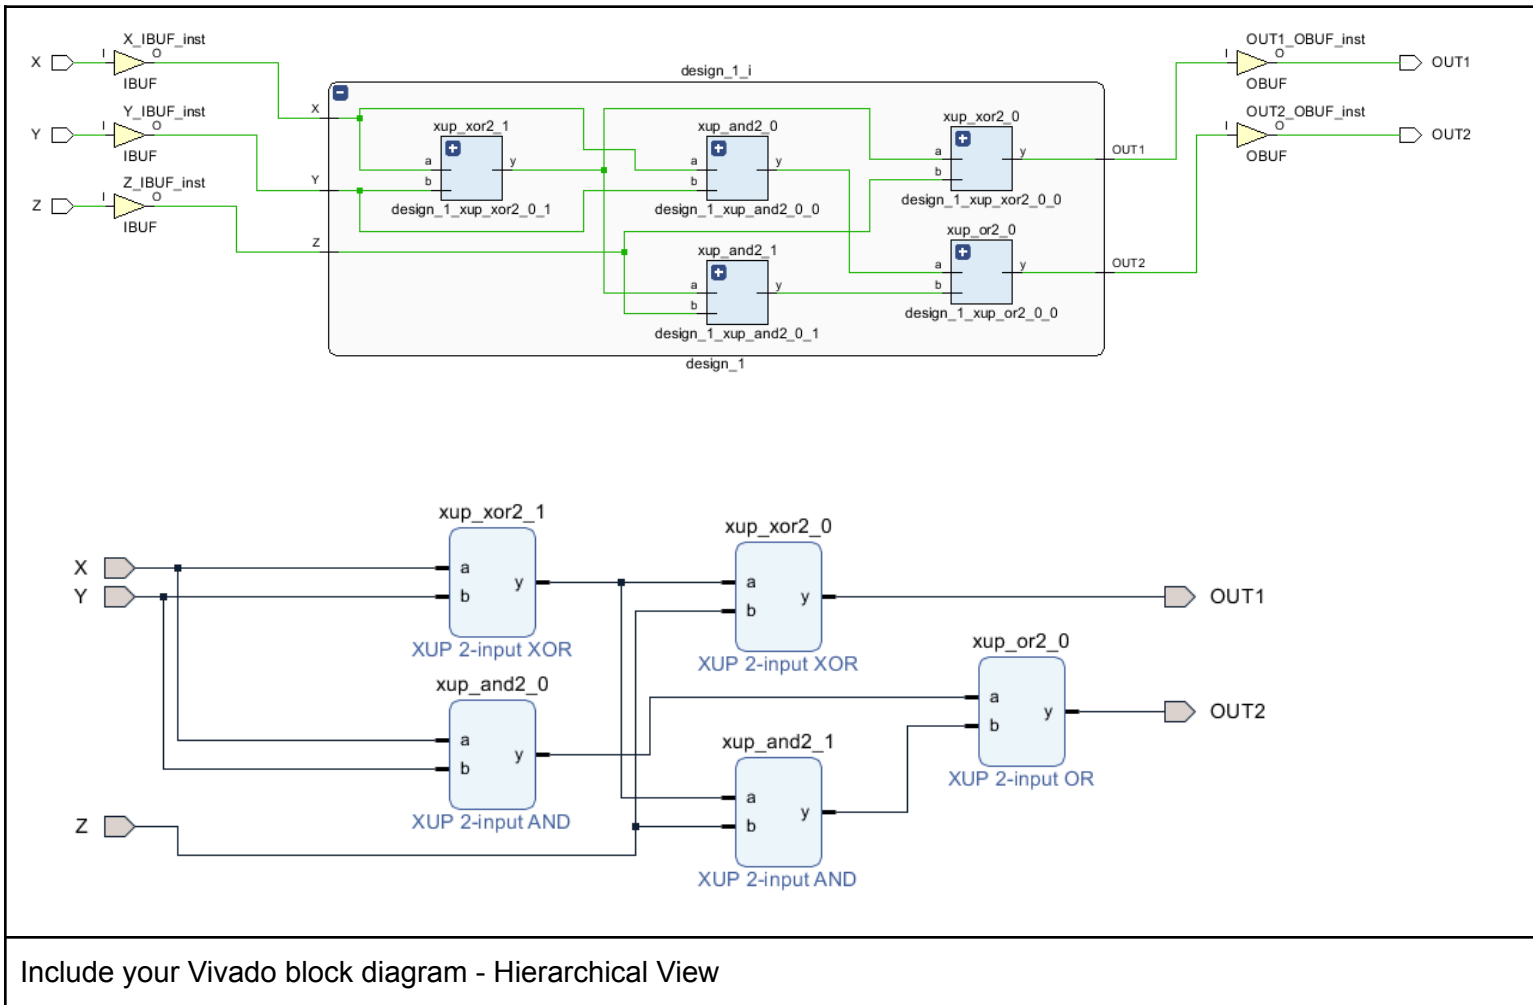 X_IBUF_inst
X
I
O
IBUF
Y_IBUF_inst
Y
I
O
IBUF
Z_IBUF_inst
Z
I
O
IBUF
design_1_i
X
Y
Z
xup_xor2_1
a
b
y
design_1_xup_xor2_0_1
xup_and2_0
a
b
y
design_1_xup_and2_0_0
xup_and2_1
a
b
y
design_1_xup_and2_0_1
xup_xor2_0
a
b
y
design_1_xup_xor2_0_0
xup_or2_0
a
b
y
design_1_xup_or2_0_0
OUT1
OUT2
design_1
OUT1_OBUF_inst
I
O
OBUF
OUT1
OUT2_OBUF_inst
I
O
OBUF
OUT2
X
Y
Z
xup_xor2_1
a
b
y
XUP 2-input XOR
xup_and2_0
a
b
y
XUP 2-input AND
xup_xor2_0
a
b
y
XUP 2-input XOR
xup_and2_1
a
b
y
XUP 2-input AND
xup_or2_0
a
b
y
XUP 2-input OR
OUT1
OUT2
Include your Vivado block diagram - Hierarchical View